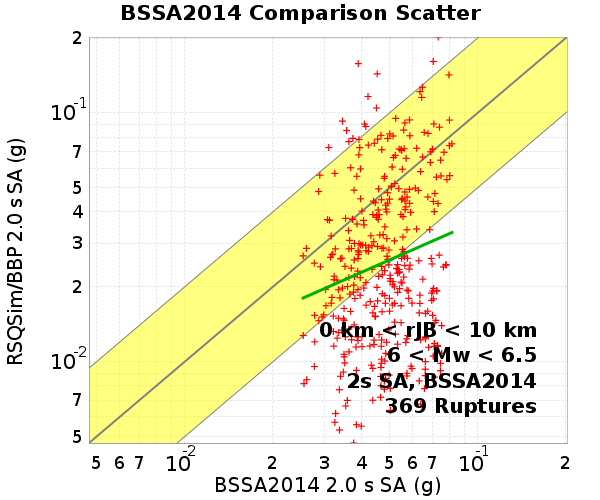 BSSA2014 Comparison Scatter
RSQSim/BBP 2.0 s SA (g)
2
10-1
7
5
4
3
2
10-2
7
5
0 km < rJB < 10 km
6 < Mw < 6.5
2s SA, BSSA2014
369 Ruptures
5 6 7 10-2 2 3 4 5 6 7 10-1 2
BSSA2014 2.0 s SA (g)